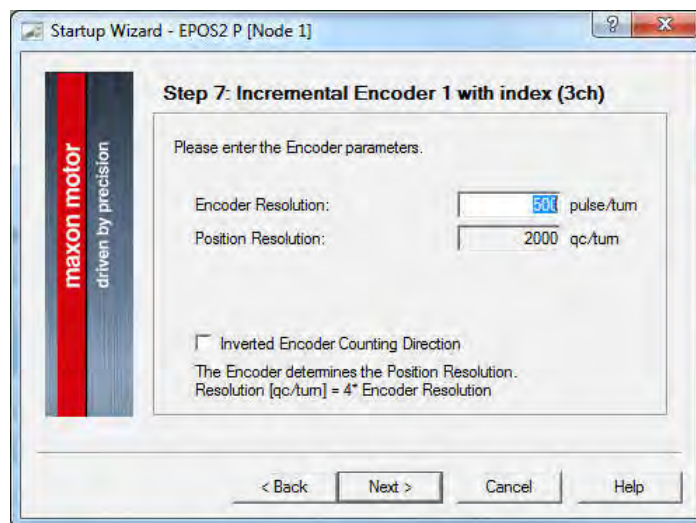 Startup Wizard - EPOS2 P [Node 1]
Step 7: Incremental Encoder 1 with index (3ch)
maxon motor
driven by precision
Please enter the Encoder parameters.
Encoder Resolution: 500 pulse/turn
Position Resolution: 2000 qc/turn
Inverted Encoder Counting Direction
The Encoder determines the Position Resolution.
Resolution [qc/turn] = 4* Encoder Resolution
< Back Next > Cancel Help